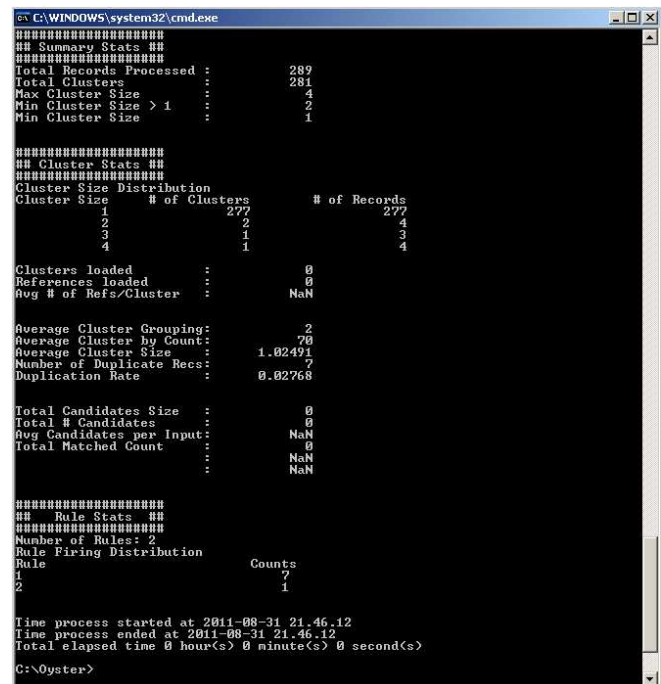 C:\WINDOWS\system32\cmd.exe
###################
## Summary Stats ##
###################
Total Records Processed : 289
Total Clusters : 281
Max Cluster Size : 4
Min Cluster Size > 1 : 2
Min Cluster Size : 1
###################
## Cluster Stats ##
###################
Cluster Size Distribution
Cluster Size # of Clusters # of Records
1 277 277
2 2 4
3 1 3
4 1 4
Clusters loaded : 0
References loaded : 0
Avg # of Refs/Cluster : NaN
Average Cluster Grouping: 2
Average Cluster by Count: 70
Average Cluster Size : 1.02491
Number of Duplicate Recs: 7
Duplication Rate : 0.02768
Total Candidates Size : 0
Total # Candidates : 0
Avg Candidates per Input: NaN
Total Matched Count : 0
: NaN
: NaN
###################
## Rule Stats ##
###################
Number of Rules: 2
Rule Firing Distribution
Rule Counts
1 7
2 1
Time process started at 2011-08-31 21.46.12
Time process ended at 2011-08-31 21.46.12
Total elapsed time 0 hour(s) 0 minute(s) 0 second(s)
C:\Oyster>